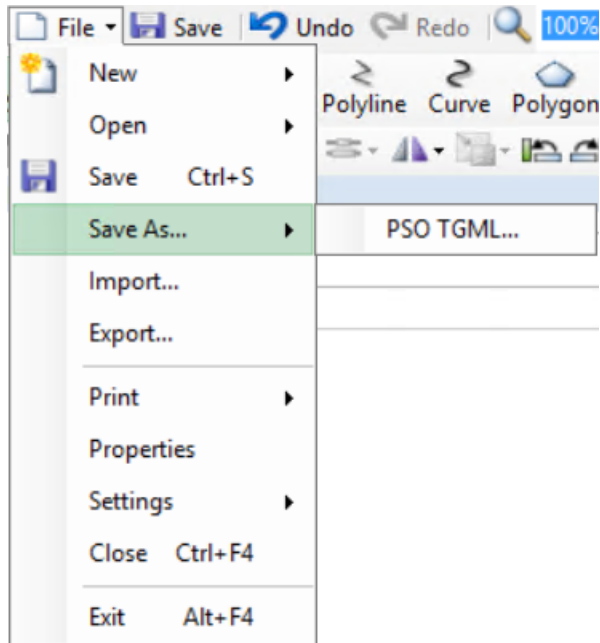 File Save Undo Redo 100%
New
Polyline Curve Polygon
Open
Save Ctrl+S
Save As... PSO TGML...
Import...
Export...
Print
Properties
Settings
Close Ctrl+F4
Exit Alt+F4